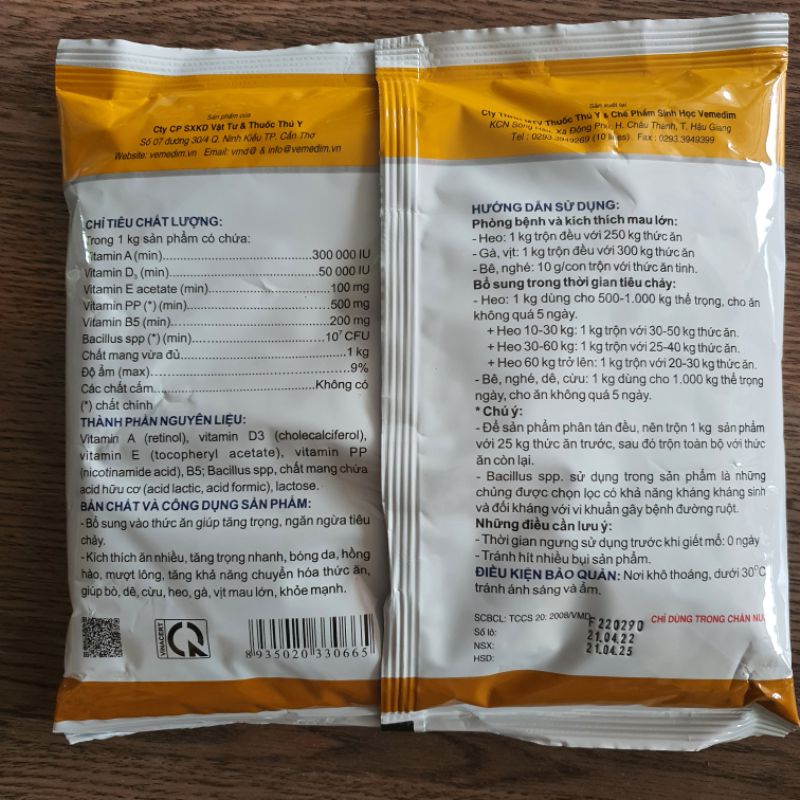 Sản phẩm của
Cty CP SXKD Vật Tư & Thuốc Thú Y
Số 07 đường 30/4 Q. Ninh Kiều TP. Cần Thơ
Website: vemedim.vn Email: vmd@ & info@vemedim.vn
CHỈ TIÊU CHẤT LƯỢNG:
Trong 1 kg sản phẩm có chứa:
Vitamin A (min)..............................300 000 IU
Vitamin D₃ (min)..............................50 000 IU
Vitamin E acetate (min)..............................100 mg
Vitamin PP (*) (min)..............................500 mg
Vitamin B5 (min)..............................200 mg
Bacillus spp (*) (min)..............................10⁷ CFU
Chất mang vừa đủ..............................1 kg
Độ ẩm (max)..............................9%
Các chất cấm..............................Không có
(*) chất chính
THÀNH PHẦN NGUYÊN LIỆU:
Vitamin A (retinol), vitamin D3 (cholecalciferol),
vitamin E (tocopheryl acetate), vitamin PP
(nicotinamide acid), B5; Bacillus spp, chất mang chứa
acid hữu cơ (acid lactic, acid formic), lactose.
BẢN CHẤT VÀ CÔNG DỤNG SẢN PHẨM:
- Bổ sung vào thức ăn giúp tăng trọng, ngăn ngừa tiêu
chảy.
- Kích thích ăn nhiều, tăng trọng nhanh, bóng da, hồng
hào, mượt lông, tăng khả năng chuyển hóa thức ăn,
giúp bò, dê, cừu, heo, gà, vịt mau lớn, khỏe mạnh.
VINACERT
8 935020 330665
Sản xuất tại
Cty TNHH MTV Thuốc Thú Y & Chế Phẩm Sinh Học Vemedim
KCN Sông Hậu, Xã Đông Phú, H. Châu Thành, T. Hậu Giang
Tel : 0293.3949269 (10 lines) Fax : 0293.3949399
HƯỚNG DẪN SỬ DỤNG:
Phòng bệnh và kích thích mau lớn:
- Heo: 1 kg trộn đều với 250 kg thức ăn
- Gà, vịt: 1 kg trộn đều với 300 kg thức ăn
- Bê, nghé: 10 g/con trộn với thức ăn tinh.
Bổ sung trong thời gian tiêu chảy:
- Heo: 1 kg dùng cho 500-1.000 kg thể trọng, cho ăn
không quá 5 ngày.
+ Heo 10-30 kg: 1 kg trộn với 30-50 kg thức ăn.
+ Heo 30-60 kg: 1 kg trộn với 25-40 kg thức ăn.
+ Heo 60 kg trở lên: 1 kg trộn với 20-30 kg thức ăn.
- Bê, nghé, dê, cừu: 1 kg dùng cho 1.000 kg thể trọng
ngày, cho ăn không quá 5 ngày.
* Chú ý:
- Để sản phẩm phân tán đều, nên trộn 1 kg sản phẩm
với 25 kg thức ăn trước, sau đó trộn toàn bộ với thức
ăn còn lại.
- Bacillus spp. sử dụng trong sản phẩm là những
chủng được chọn lọc có khả năng kháng kháng sinh
và đối kháng với vi khuẩn gây bệnh đường ruột.
Những điều cần lưu ý:
- Thời gian ngưng sử dụng trước khi giết mổ: 0 ngày
- Tránh hít nhiều bụi sản phẩm.
ĐIỀU KIỆN BẢO QUẢN: Nơi khô thoáng, dưới 30⁰C
tránh ánh sáng và ẩm.
SCBCL: TCCS 20: 2008/VMD
CHỈ DÙNG TRONG CHĂN NU
Số lô: F220290
NSX: 21.04.22
HSD: 21.04.25